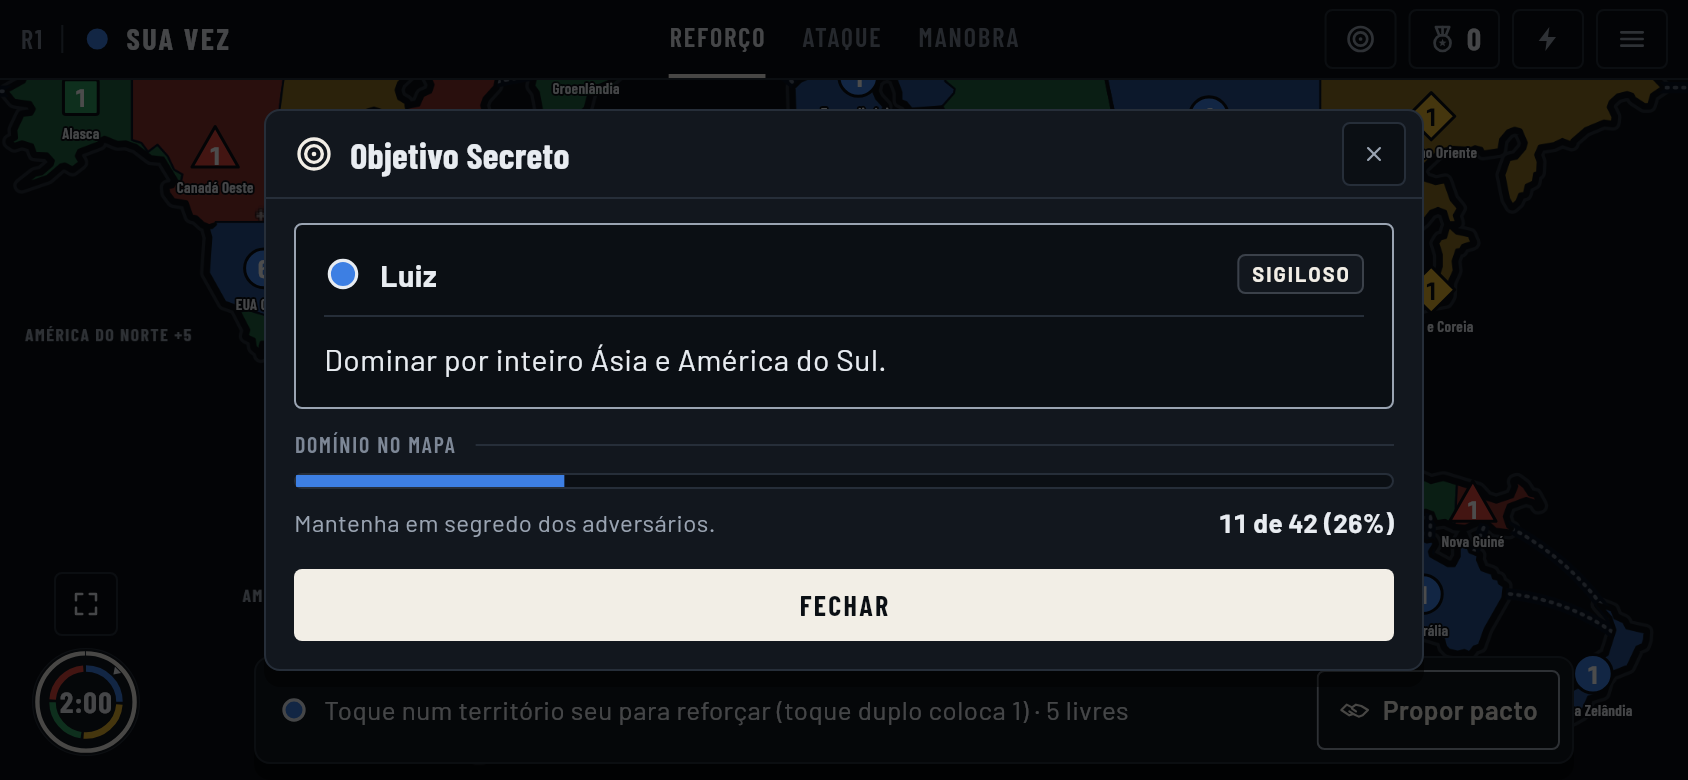 R1
SUA VEZ
REFORÇO
ATAQUE
MANOBRA
0
Groenlândia
1
Alasca
1
Canadá Oeste
1
Objetivo Secreto
Luiz
SIGILOSO
Dominar por inteiro Ásia e América do Sul.
DOMÍNIO NO MAPA
Mantenha em segredo dos adversários.
11 de 42 (26%)
FECHAR
1
e Coreia
AMÉRICA DO NORTE +5
1
Nova Guiné
2:00
Toque num território seu para reforçar (toque duplo coloca 1) · 5 livres
Propor pacto
1